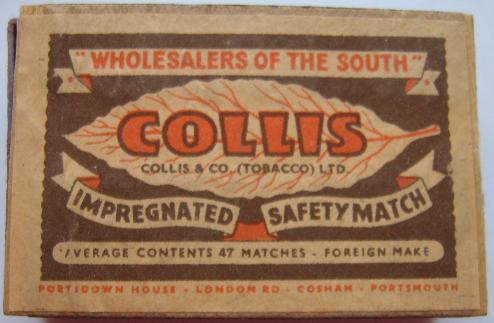 "WHOLESALERS OF THE SOUTH"
COLLIS
COLLIS & CO. (TOBACCO) LTD.
IMPREGNATED SAFETY MATCH
AVERAGE CONTENTS 47 MATCHES - FOREIGN MAKE
PORTSDOWN HOUSE - LONDON RD - COSHAM - PORTSMOUTH